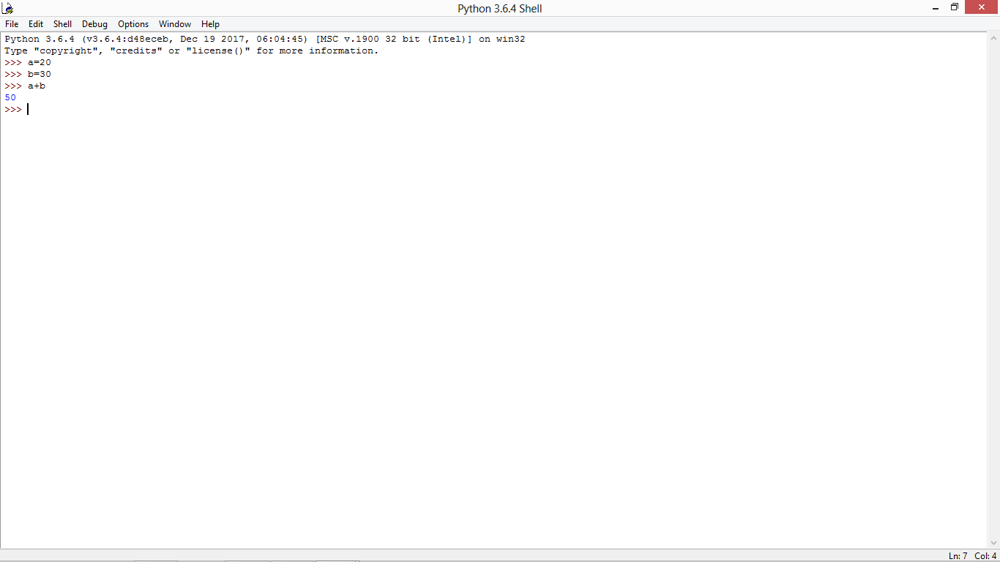 Python 3.6.4 Shell
File Edit Shell Debug Options Window Help
Python 3.6.4 (v3.6.4:d48eceb, Dec 19 2017, 06:04:45) [MSC v.1900 32 bit (Intel)] on win32
Type "copyright", "credits" or "license()" for more information.
>>> a=20
>>> b=30
>>> a+b
50
>>>
Ln: 7 Col: 4